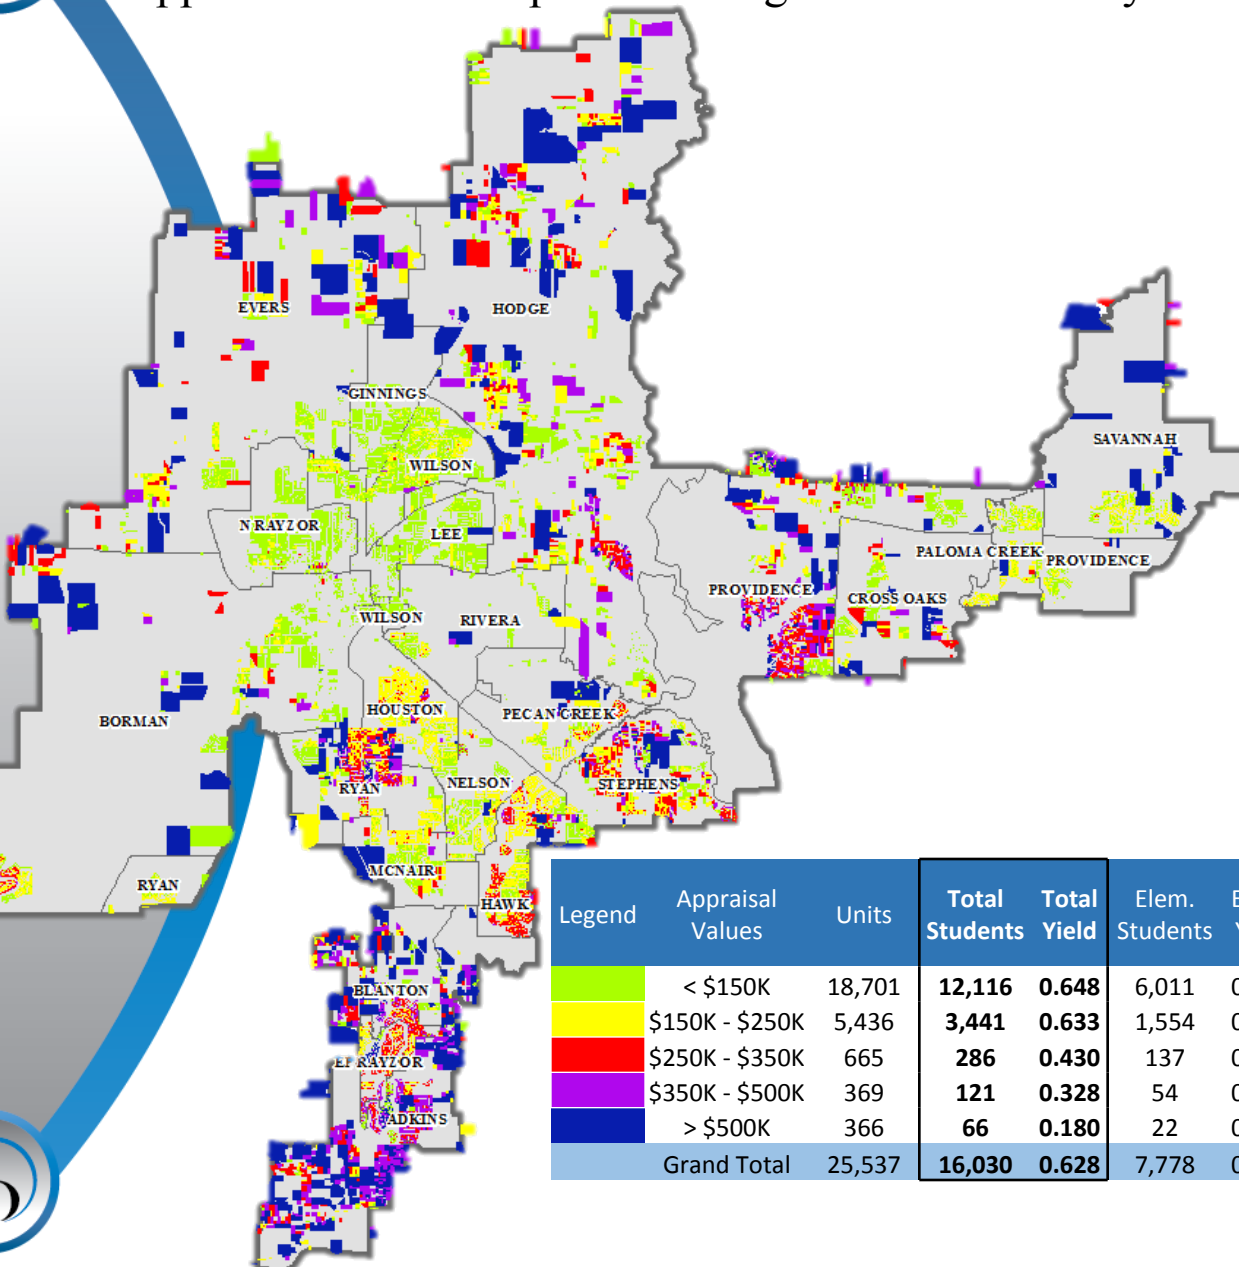 EVERS
HODGE
GINNINGS
SAVANNAH
WILSON
N RAYZOR
LEE
PALOMA CREEK
PROVIDENCE
PROVIDENCE
CROSS OAKS
WILSON
RIVERA
HOUSTON
PECAN CREEK
BORMAN
RYAN
NELSON
STEPHENS
MCNAIR
RYAN
HAWK
BLANTON
EP RAYZOR
ADKINS
Legend Appraisal Values Units Total Students Total Yield Elem. Students
< $150K 18,701 12,116 0.648 6,011
$150K - $250K 5,436 3,441 0.633 1,554
$250K - $350K 665 286 0.430 137
$350K - $500K 369 121 0.328 54
> $500K 366 66 0.180 22
Grand Total 25,537 16,030 0.628 7,778